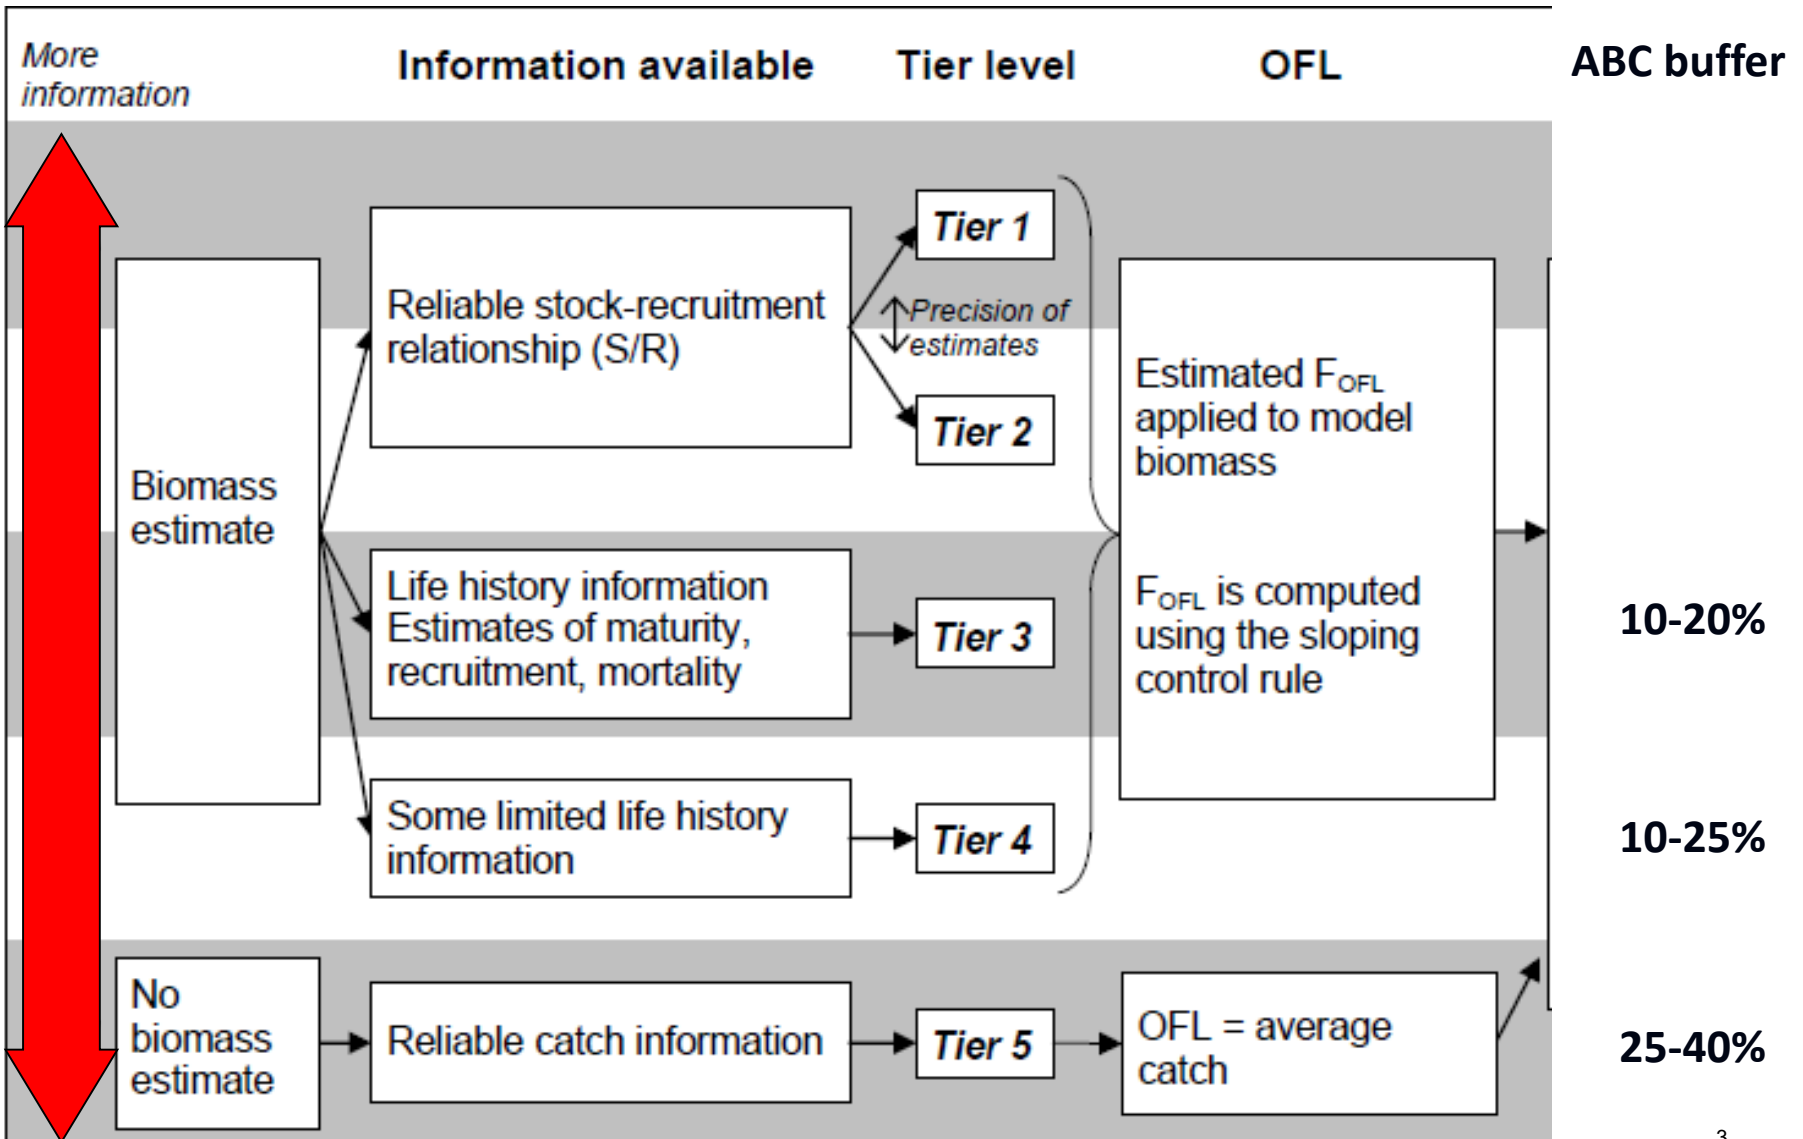 More
information
Information available
Tier level
OFL
ABC buffer
Biomass
estimate
Reliable stock-recruitment
relationship (S/R)
Tier 1
Precision of
estimates
Tier 2
Life history information
Estimates of maturity,
recruitment, mortality
Tier 3
Some limited life history
information
Tier 4
Estimated FOFL
applied to model
biomass
FOFL is computed
using the sloping
control rule
10-20%
10-25%
No
biomass
estimate
Reliable catch information
Tier 5
OFL = average
catch
25-40%
3